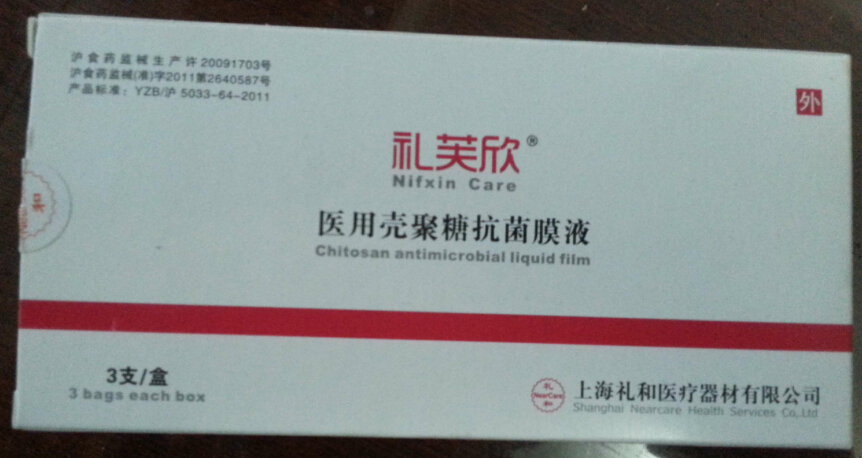 沪食药监械生产许20091703号
沪食药监械(准)字2011第2640587号
产品标准：YZB/沪 5033-64-2011
外
礼芙欣®
Nifxin Care
医用壳聚糖抗菌膜液
Chitosan antimicrobial liquid film
3支/盒
3 bags each box
礼
NearCare
和
上海礼和医疗器材有限公司
Shanghai Nearcare Health Services Co.,Ltd
和